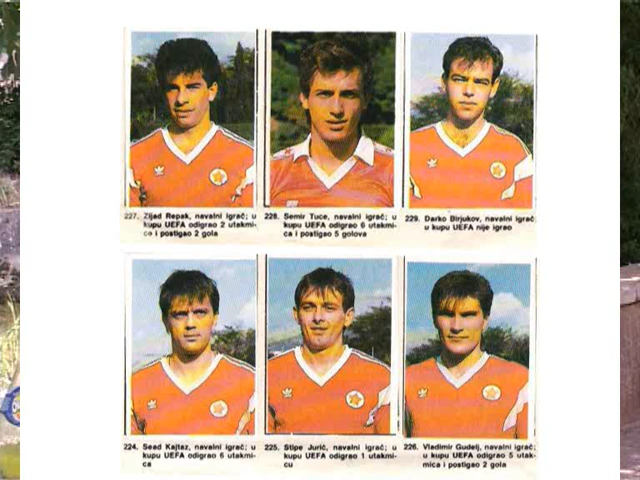 227. Zijad Repak, navalni igrač; u
kupu UEFA odigrao 2 utakmi-
ce i postigao 2 gola
228. Semir Tuce, navalni igrač; u
kupu UEFA odigrao 6 utakmi-
ca i postigao 5 golova
229. Darko Birjukov, navalni igrač
u kupu UEFA nije igrao
224. Sead Kajtaz, navalni igrač; u
kupu UEFA odigrao 6 utakmi-
ca
225. Stipe Jurić, navalni igrač; u
kupu UEFA odigrao 1 utakmi-
cu
226. Vladimir Gudelj, navalni igrač;
u kupu UEFA odigrao 5 utak-
mica i postigao 2 gola